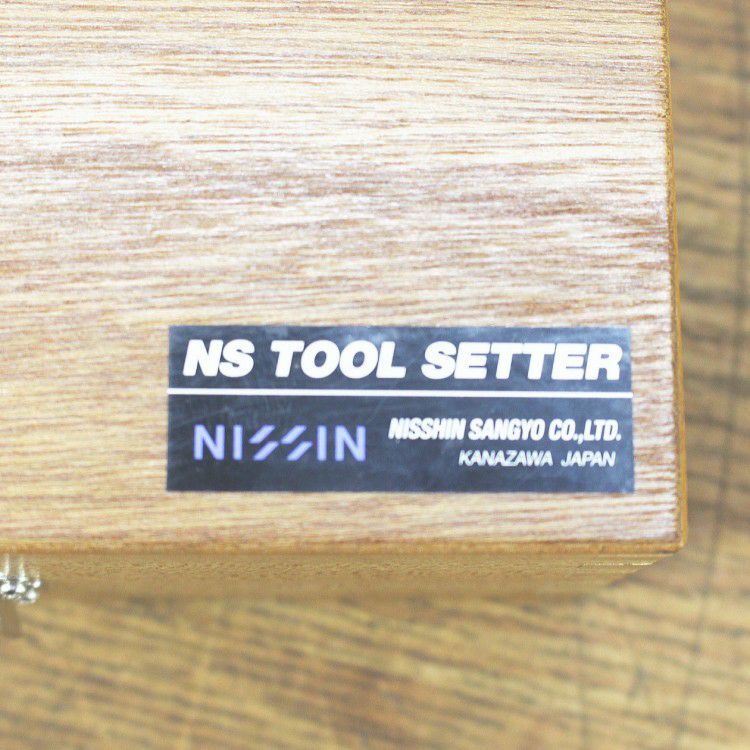 NS TOOL SETTER
NISSIN
NISSHIN SANGYO CO.,LTD.
KANAZAWA JAPAN